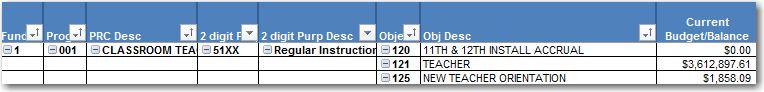 Current
Func Prog PRC Desc 2 digit P 2 digit Purp Desc Obje Obj Desc Budget/Balance
1 001 CLASSROOM TEA 51XX Regular Instruction 120 11TH & 12TH INSTALL ACCRUAL $0.00
121 TEACHER $3,612,897.61
125 NEW TEACHER ORIENTATION $1,858.09